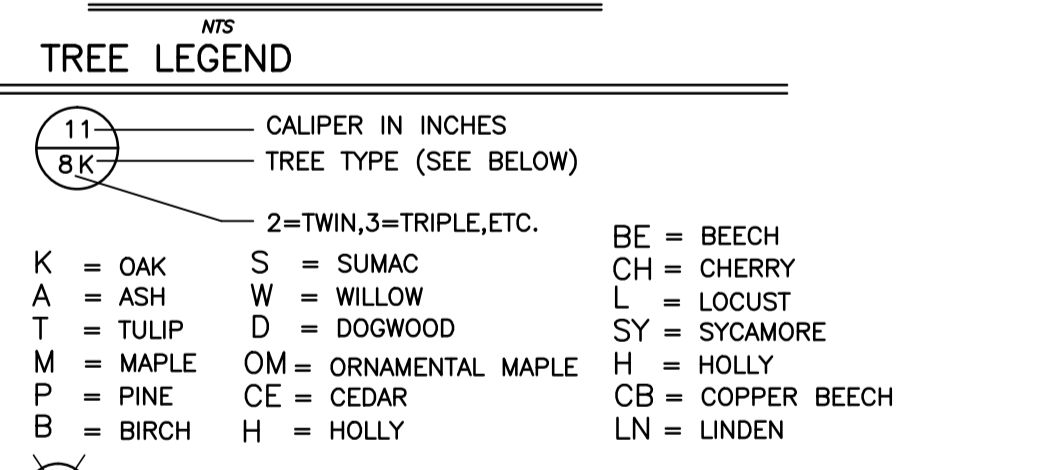 NTS
TREE LEGEND
11
CALIPER IN INCHES
8K
TREE TYPE (SEE BELOW)
2=TWIN,3=TRIPLE,ETC.
K = OAK
A = ASH
T = TULIP
M = MAPLE
P = PINE
B = BIRCH
S = SUMAC
W = WILLOW
D = DOGWOOD
OM = ORNAMENTAL MAPLE
CE = CEDAR
H = HOLLY
BE = BEECH
CH = CHERRY
L = LOCUST
SY = SYCAMORE
H = HOLLY
CB = COPPER BEECH
LN = LINDEN